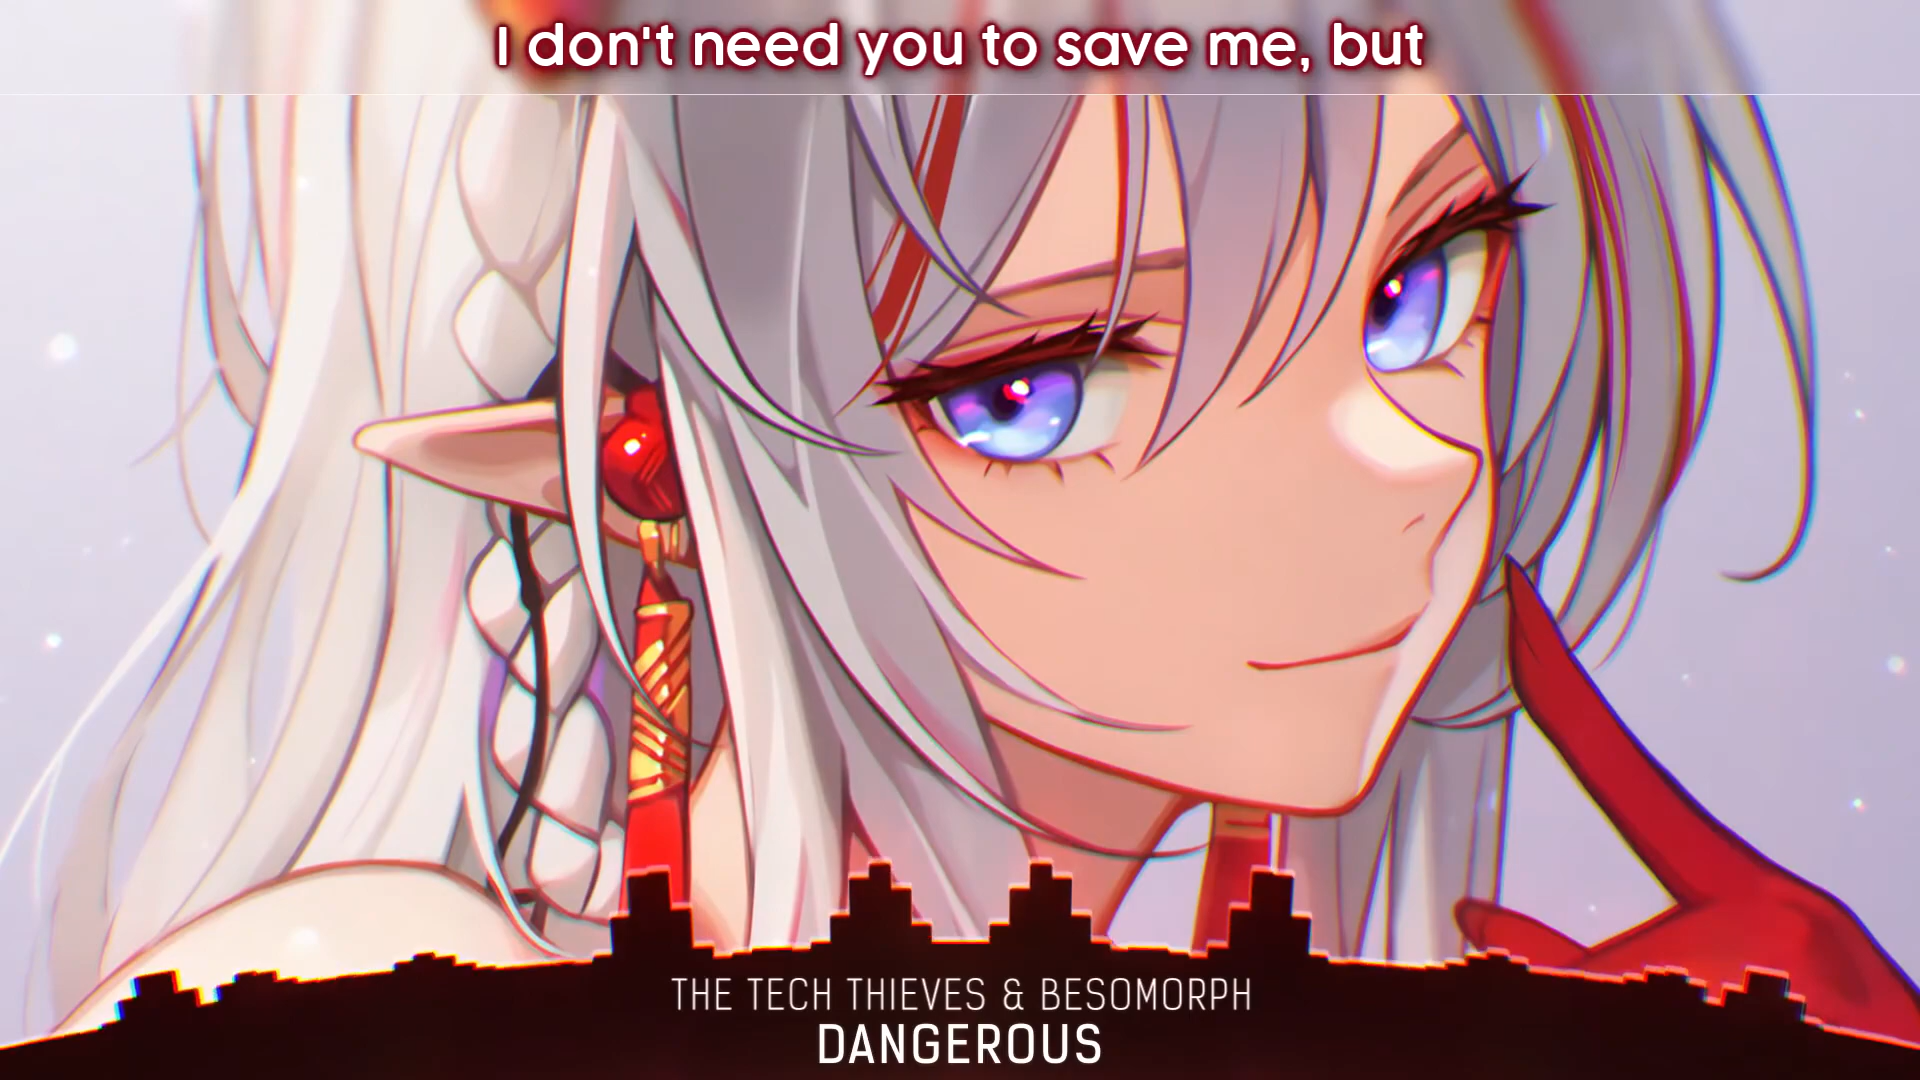 I don't need you to save me, but
THE TECH THIEVES & BESOMORPH
DANGEROUS